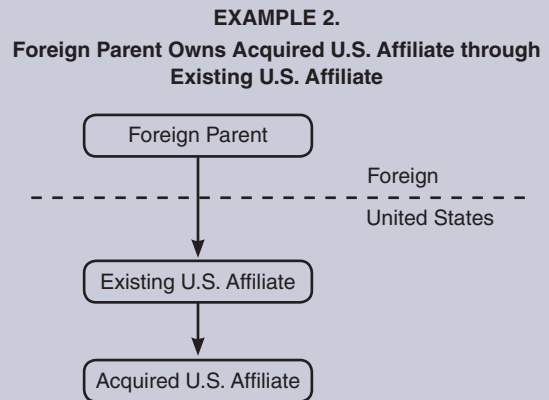 EXAMPLE 2.
Foreign Parent Owns Acquired U.S. Affiliate through
Existing U.S. Affiliate
Foreign Parent
Foreign
United States
Existing U.S. Affiliate
Acquired U.S. Affiliate